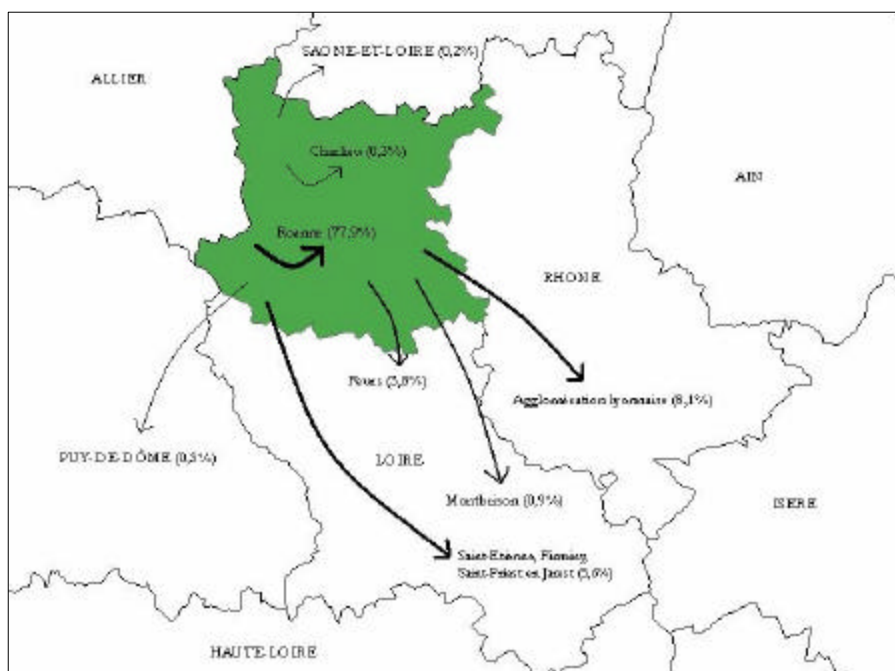 SAONE-ET-LOIRE (0,2%)
ALLIER
Charlieu (0,3%)
AIN
Roanne (77,9%)
RHONE
Feurs (3,8%)
Agglomération lyonnaise (8,1%)
PUY-DE-DÔME (0,3%)
LOIRE
Montbrison (0,9%)
ISERE
Saint-Etienne, Firminy,
Saint-Priest en Jarest (5,6%)
HAUTE-LOIRE